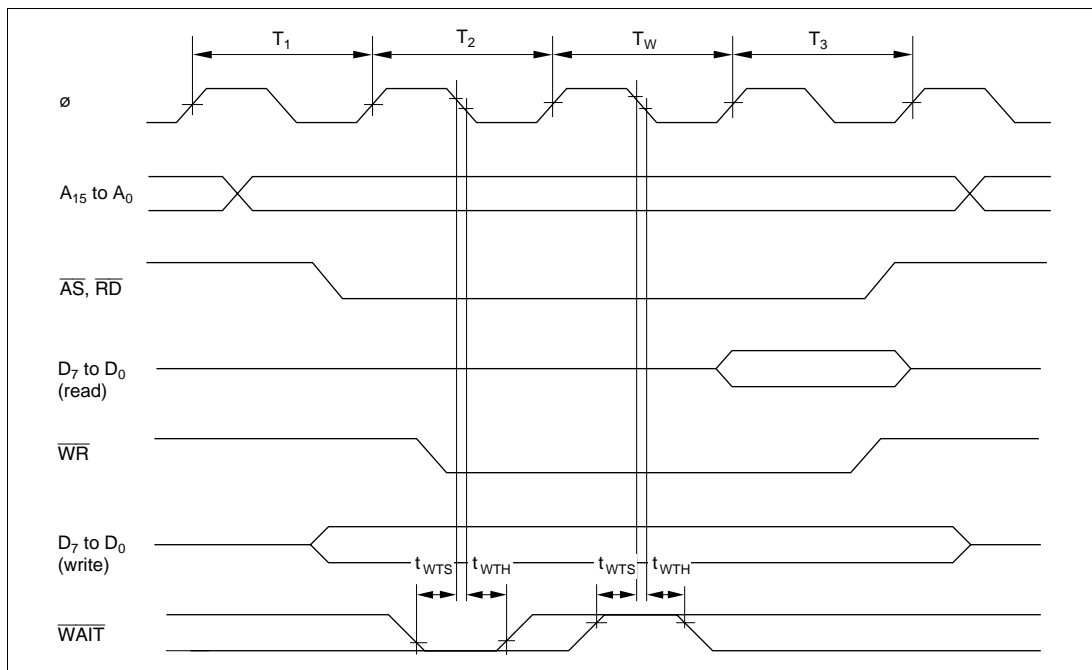 T1 T2 TW T3
ø
A15 to A0
AS, RD
D7 to D0
(read)
WR
D7 to D0
(write)
tWTS tWTH tWTS tWTH
WAIT